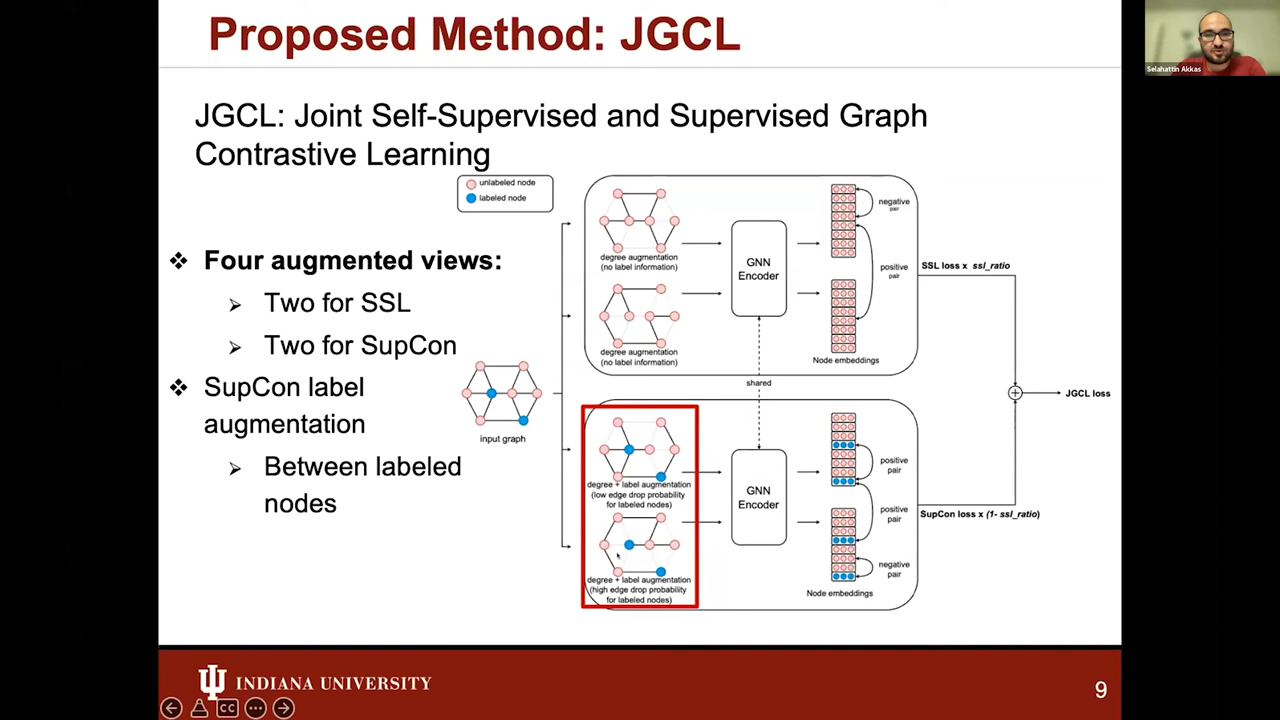 Proposed Method: JGCL
Selahattin Akkas
JGCL: Joint Self-Supervised and Supervised Graph
Contrastive Learning
unlabeled node
labeled node
❖ Four augmented views:
➢ Two for SSL
➢ Two for SupCon
❖ SupCon label
augmentation
➢ Between labeled
nodes
input graph
degree augmentation
(no label information)
degree augmentation
(no label information)
GNN
Encoder
negative
pair
positive
pair
Node embeddings
SSL loss x ssl_ratio
shared
JGCL loss
degree + label augmentation
(low edge drop probability
for labeled nodes)
degree + label augmentation
(high edge drop probability
for labeled nodes)
GNN
Encoder
positive
pair
positive
pair
negative
pair
Node embeddings
SupCon loss x (1- ssl_ratio)
INDIANA UNIVERSITY
CC
9